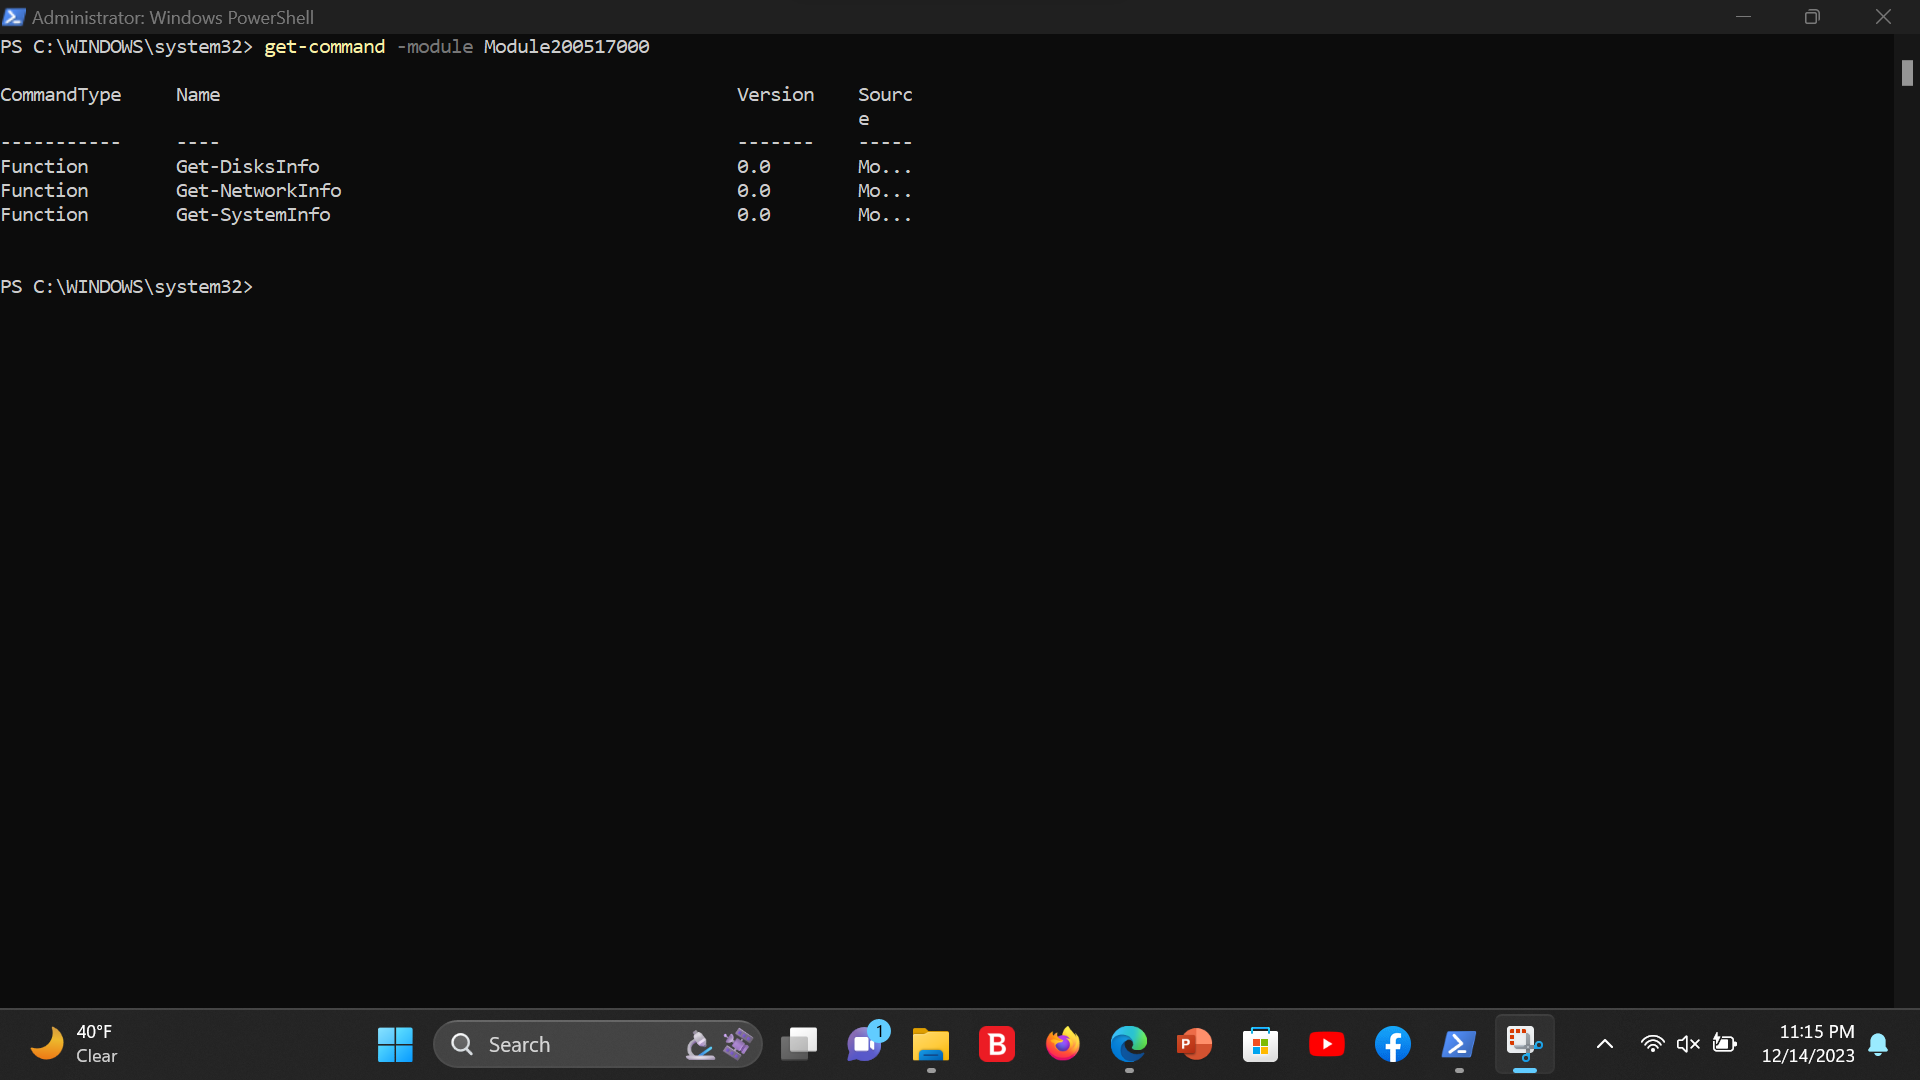 Administrator: Windows PowerShell
PS C:\WINDOWS\system32> get-command -module Module200517000
CommandType     Name                                               Version    Sourc
e
-----------     ----                                               -------    -----
Function        Get-DisksInfo                                      0.0        Mo...
Function        Get-NetworkInfo                                    0.0        Mo...
Function        Get-SystemInfo                                     0.0        Mo...
PS C:\WINDOWS\system32>
40°F
Clear
Search
1
B
P
11:15 PM
12/14/2023